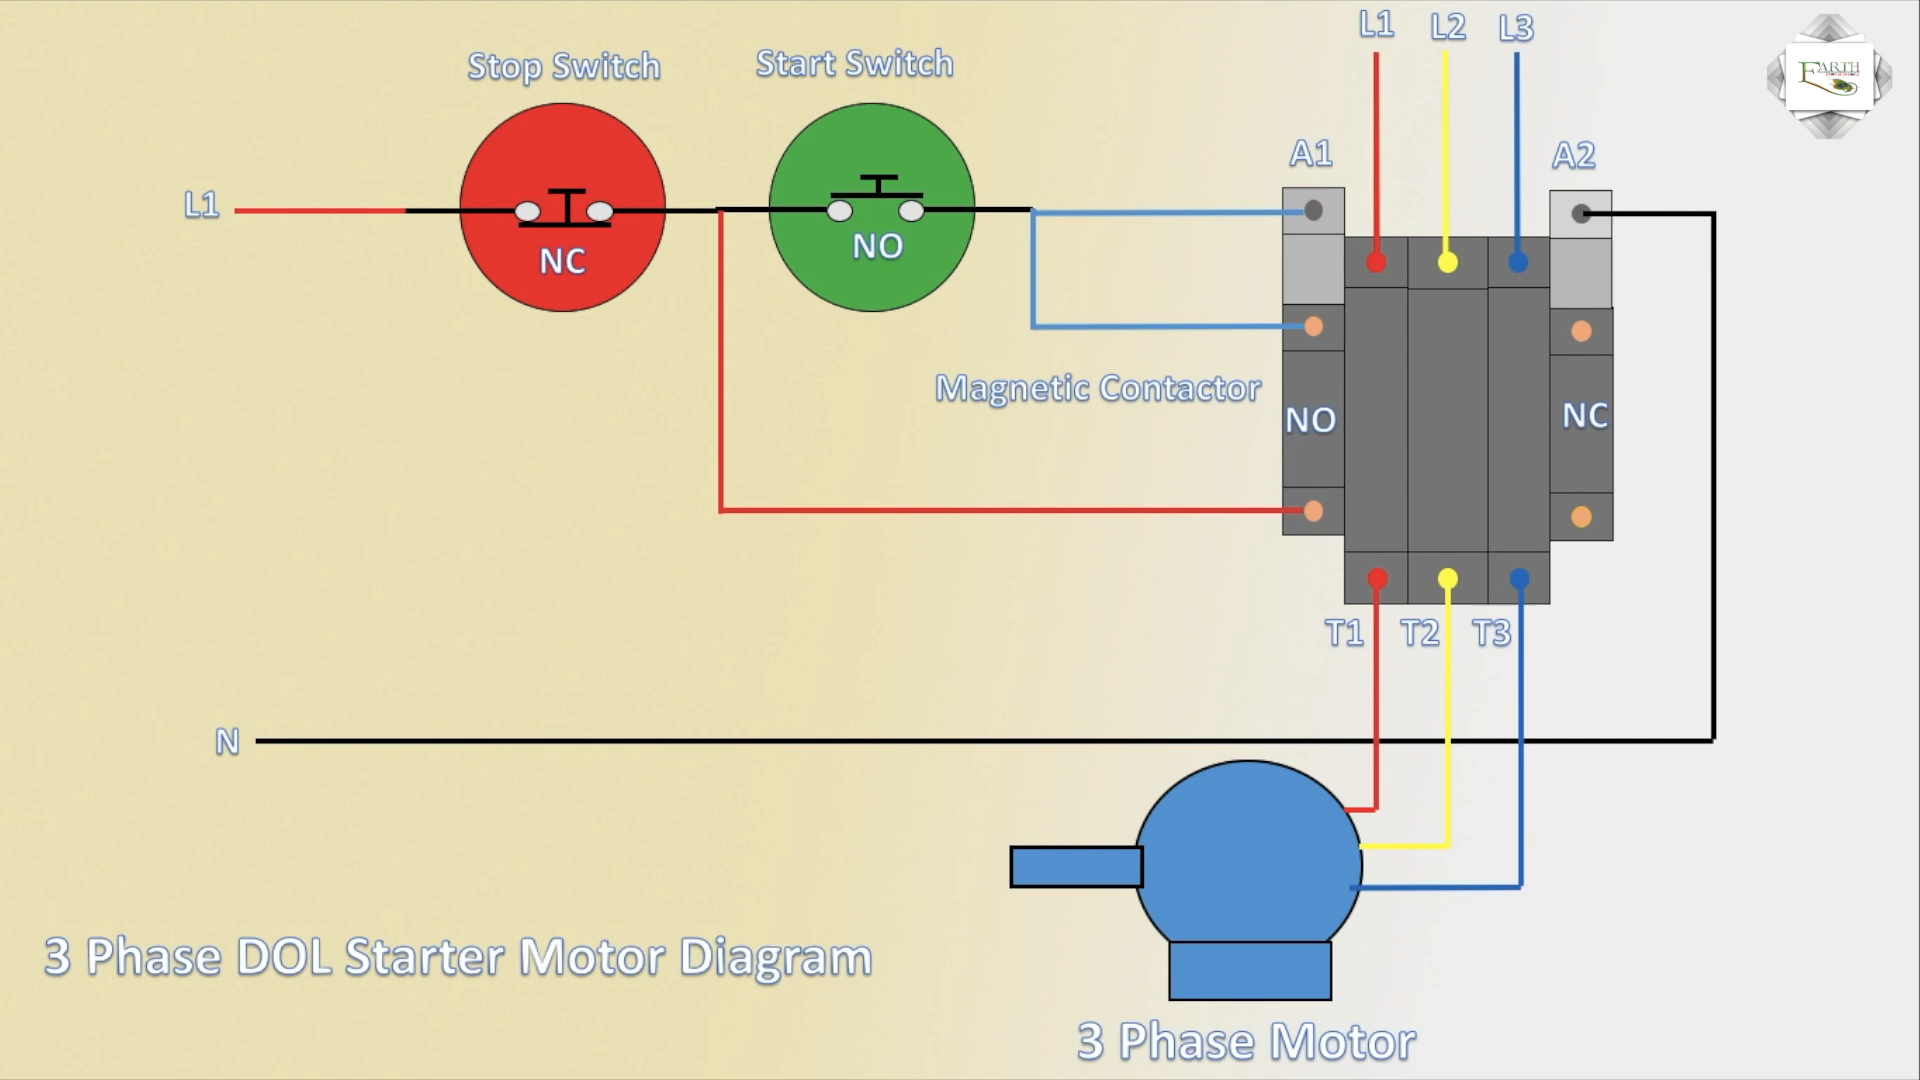 L1 L2 L3
Stop Switch
Start Switch
EARTH
A1
A2
L1
NC
NO
Magnetic Contactor
NO
NC
T1 T2 T3
N
3 Phase DOL Starter Motor Diagram
3 Phase Motor